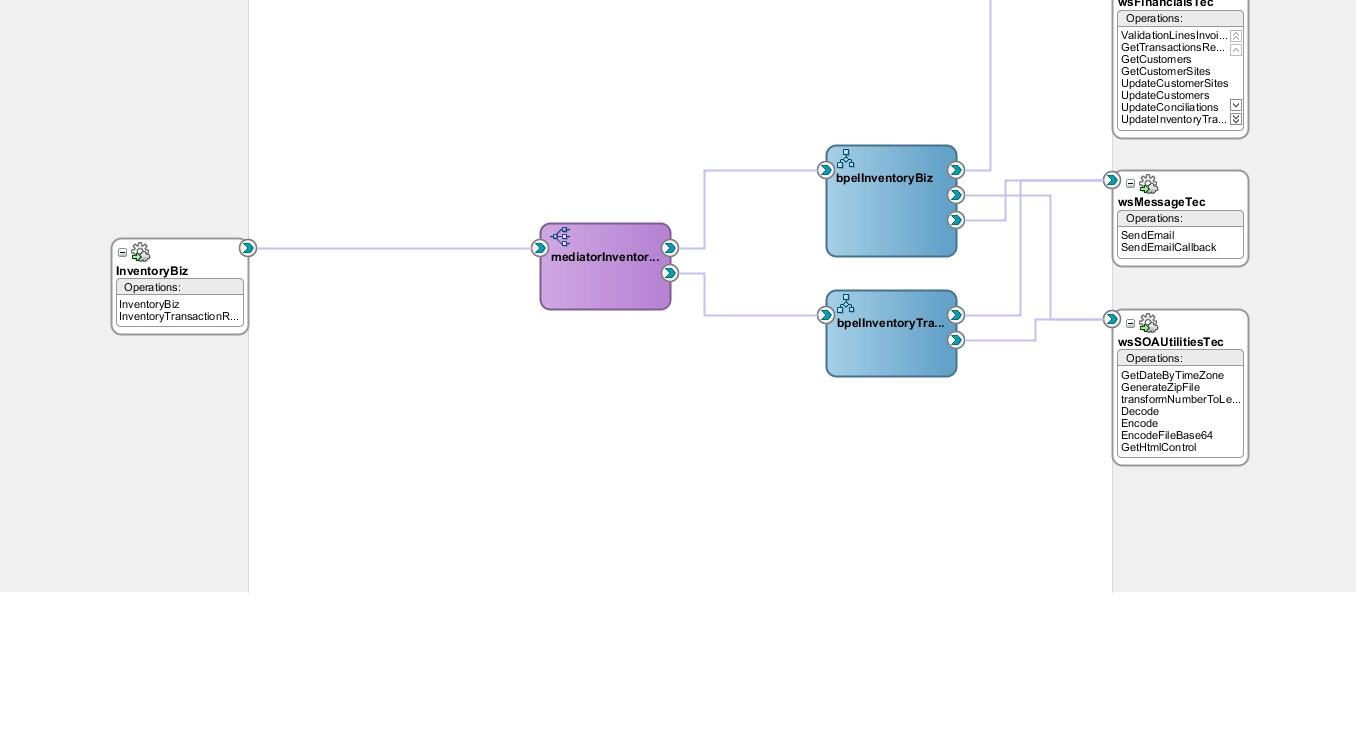 wsFinancialsTec
Operations:
ValidationLinesInvoi...
GetTransactionsRe...
GetCustomers
GetCustomerSites
UpdateCustomerSites
UpdateCustomers
UpdateConciliations
UpdateInventoryTra...
bpelInventoryBiz
wsMessageTec
Operations:
SendEmail
SendEmailCallback
mediatorInventor...
InventoryBiz
Operations:
InventoryBiz
InventoryTransactionR...
bpelInventoryTra...
wsSOAUtilitiesTec
Operations:
GetDateByTimeZone
GenerateZipFile
transformNumberToLe...
Decode
Encode
EncodeFileBase64
GetHtmlControl